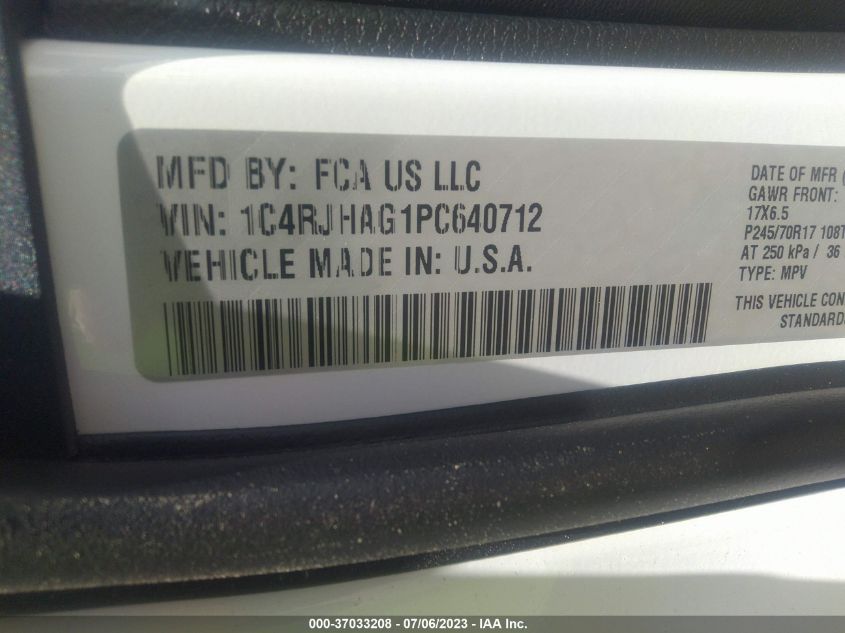 MFD BY: FCA US LLC
VIN: 1C4RJHAG1PC640712
VEHICLE MADE IN: U.S.A.
DATE OF MFR (
GAWR FRONT:
17X6.5
P245/70R17 108T
AT 250 kPa / 36
TYPE: MPV
THIS VEHICLE CON
STANDARDS
000-37033208 - 07/06/2023 - © IAA Inc.